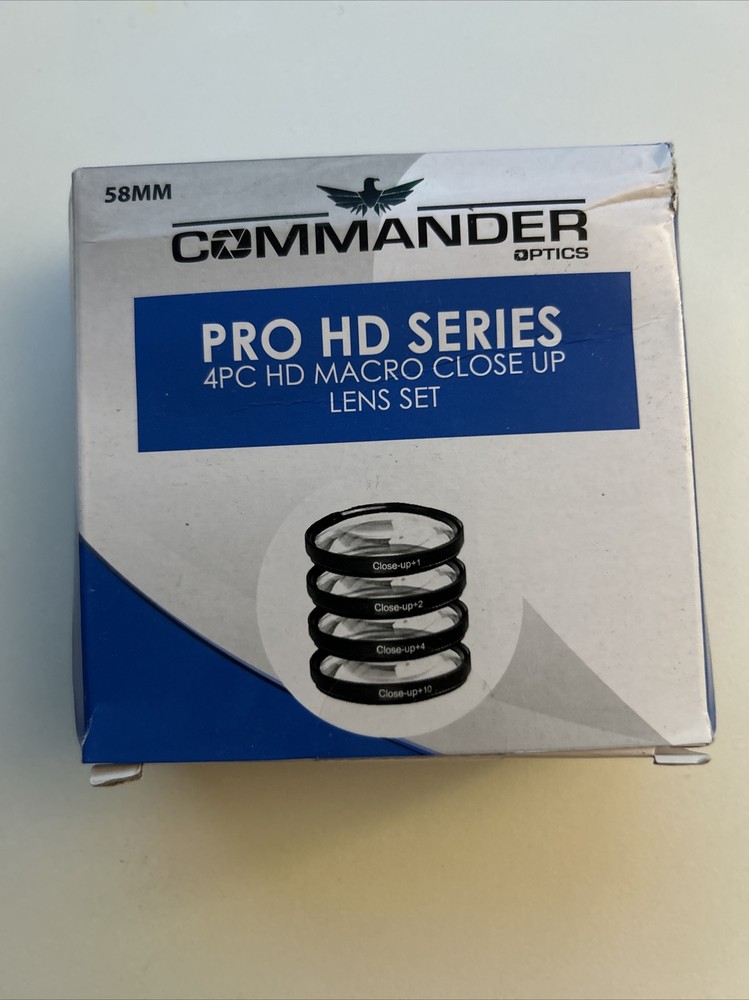 58MM
COMMANDER
OPTICS
PRO HD SERIES
4PC HD MACRO CLOSE UP
LENS SET
Close-up+1
Close-up+2
Close-up+4
Close-up+10